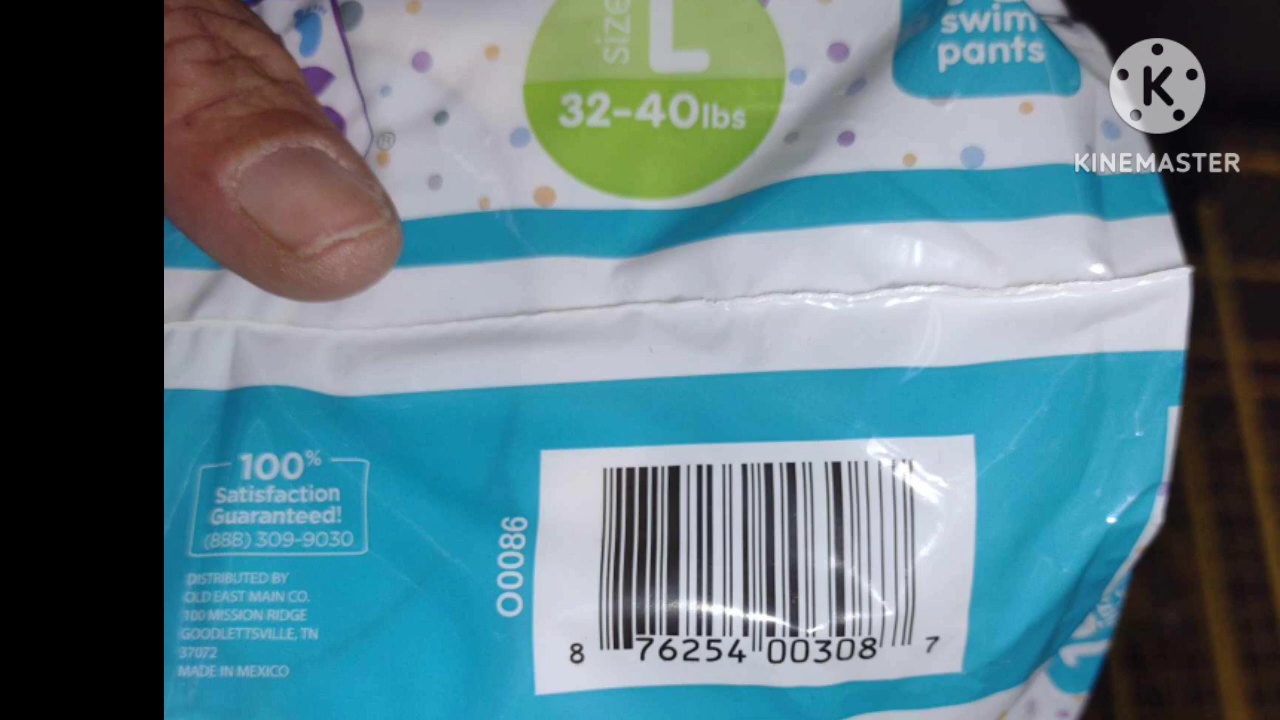 size L
32-40lbs
swim
pants
K
KINEMASTER
®
100%
Satisfaction
Guaranteed!
(888) 309-9030
DISTRIBUTED BY
OLD EAST MAIN CO.
100 MISSION RIDGE
GOODLETTSVILLE, TN
37072
MADE IN MEXICO
O0086
8 76254 00308 7